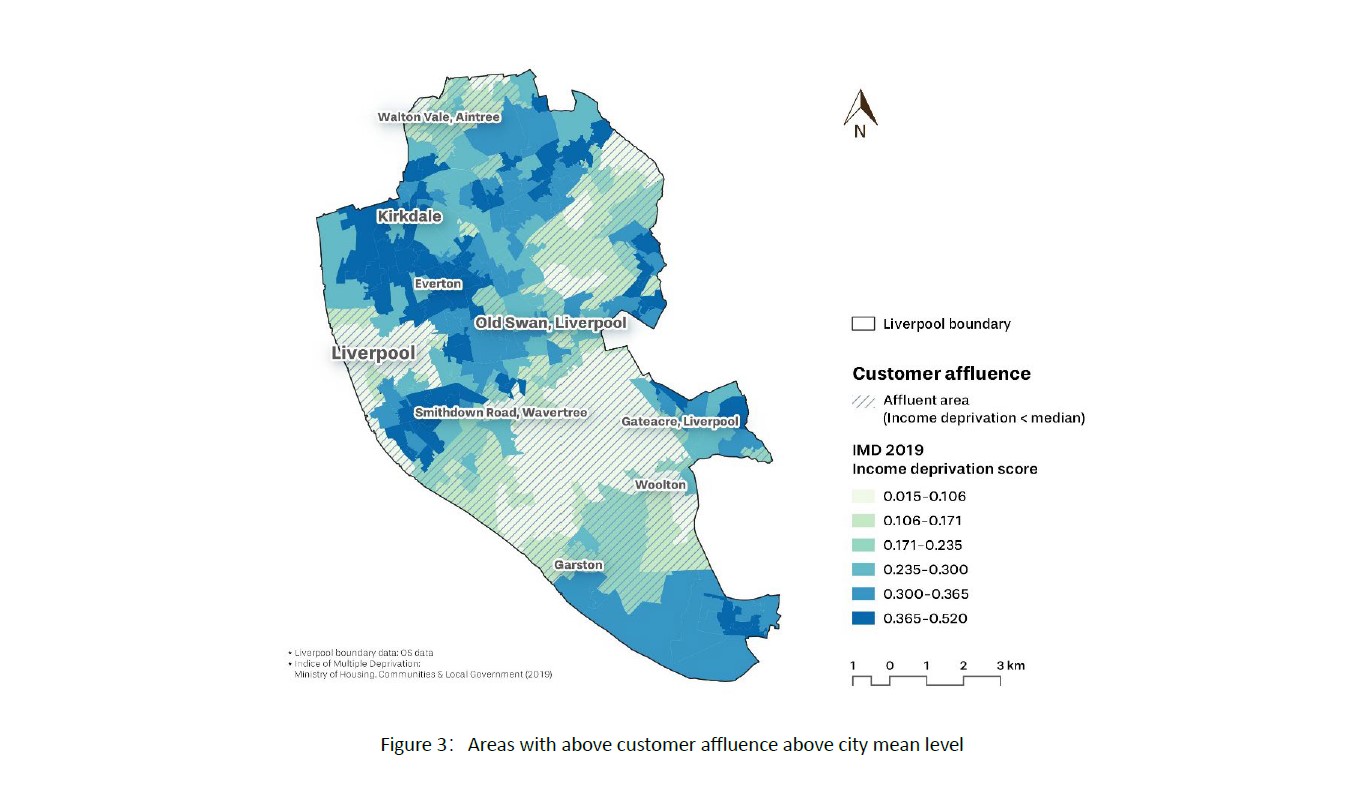 Walton Vale, Aintree
N
Kirkdale
Everton
Old Swan, Liverpool
Liverpool
Smithdown Road, Wavertree
Gateacre, Liverpool
Woolton
Garston
Liverpool boundary
Customer affluence
Affluent area
(Income deprivation < median)
IMD 2019
Income deprivation score
0.015-0.106
0.106-0.171
0.171-0.235
0.235-0.300
0.300-0.365
0.365-0.520
1 0 1 2 3 km
* Liverpool boundary data: OS data
* Indice of Multiple Deprivation:
Ministry of Housing, Communities & Local Government (2019)
Figure 3: Areas with above customer affluence above city mean level